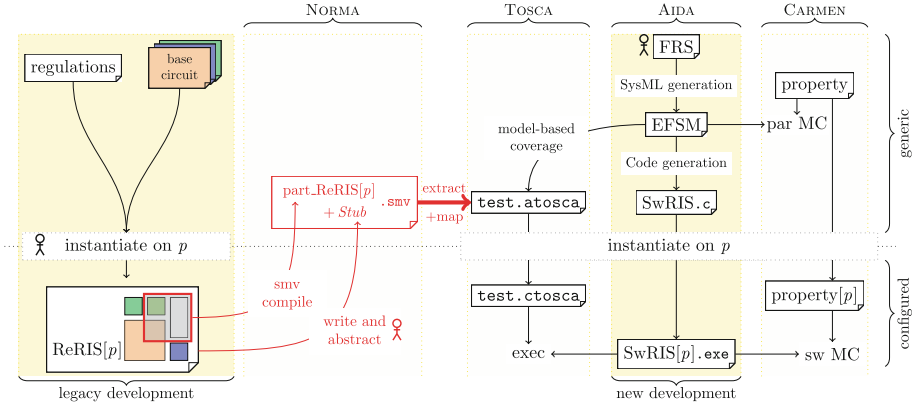 NORMA
TOSCA
AIDA
CARMEN
regulations
base
circuit
FRS
SysML generation
property
EFSM
par MC
model-based
coverage
Code generation
generic
part_ReRIS[p]
+ Stub
.smv
extract
+map
test.atosca
SwRIS.c
instantiate on p
instantiate on p
smv
compile
test.ctosca
property[p]
configured
write and
abstract
ReRIS[p]
exec
SwRIS[p].exe
sw MC
legacy development
new development